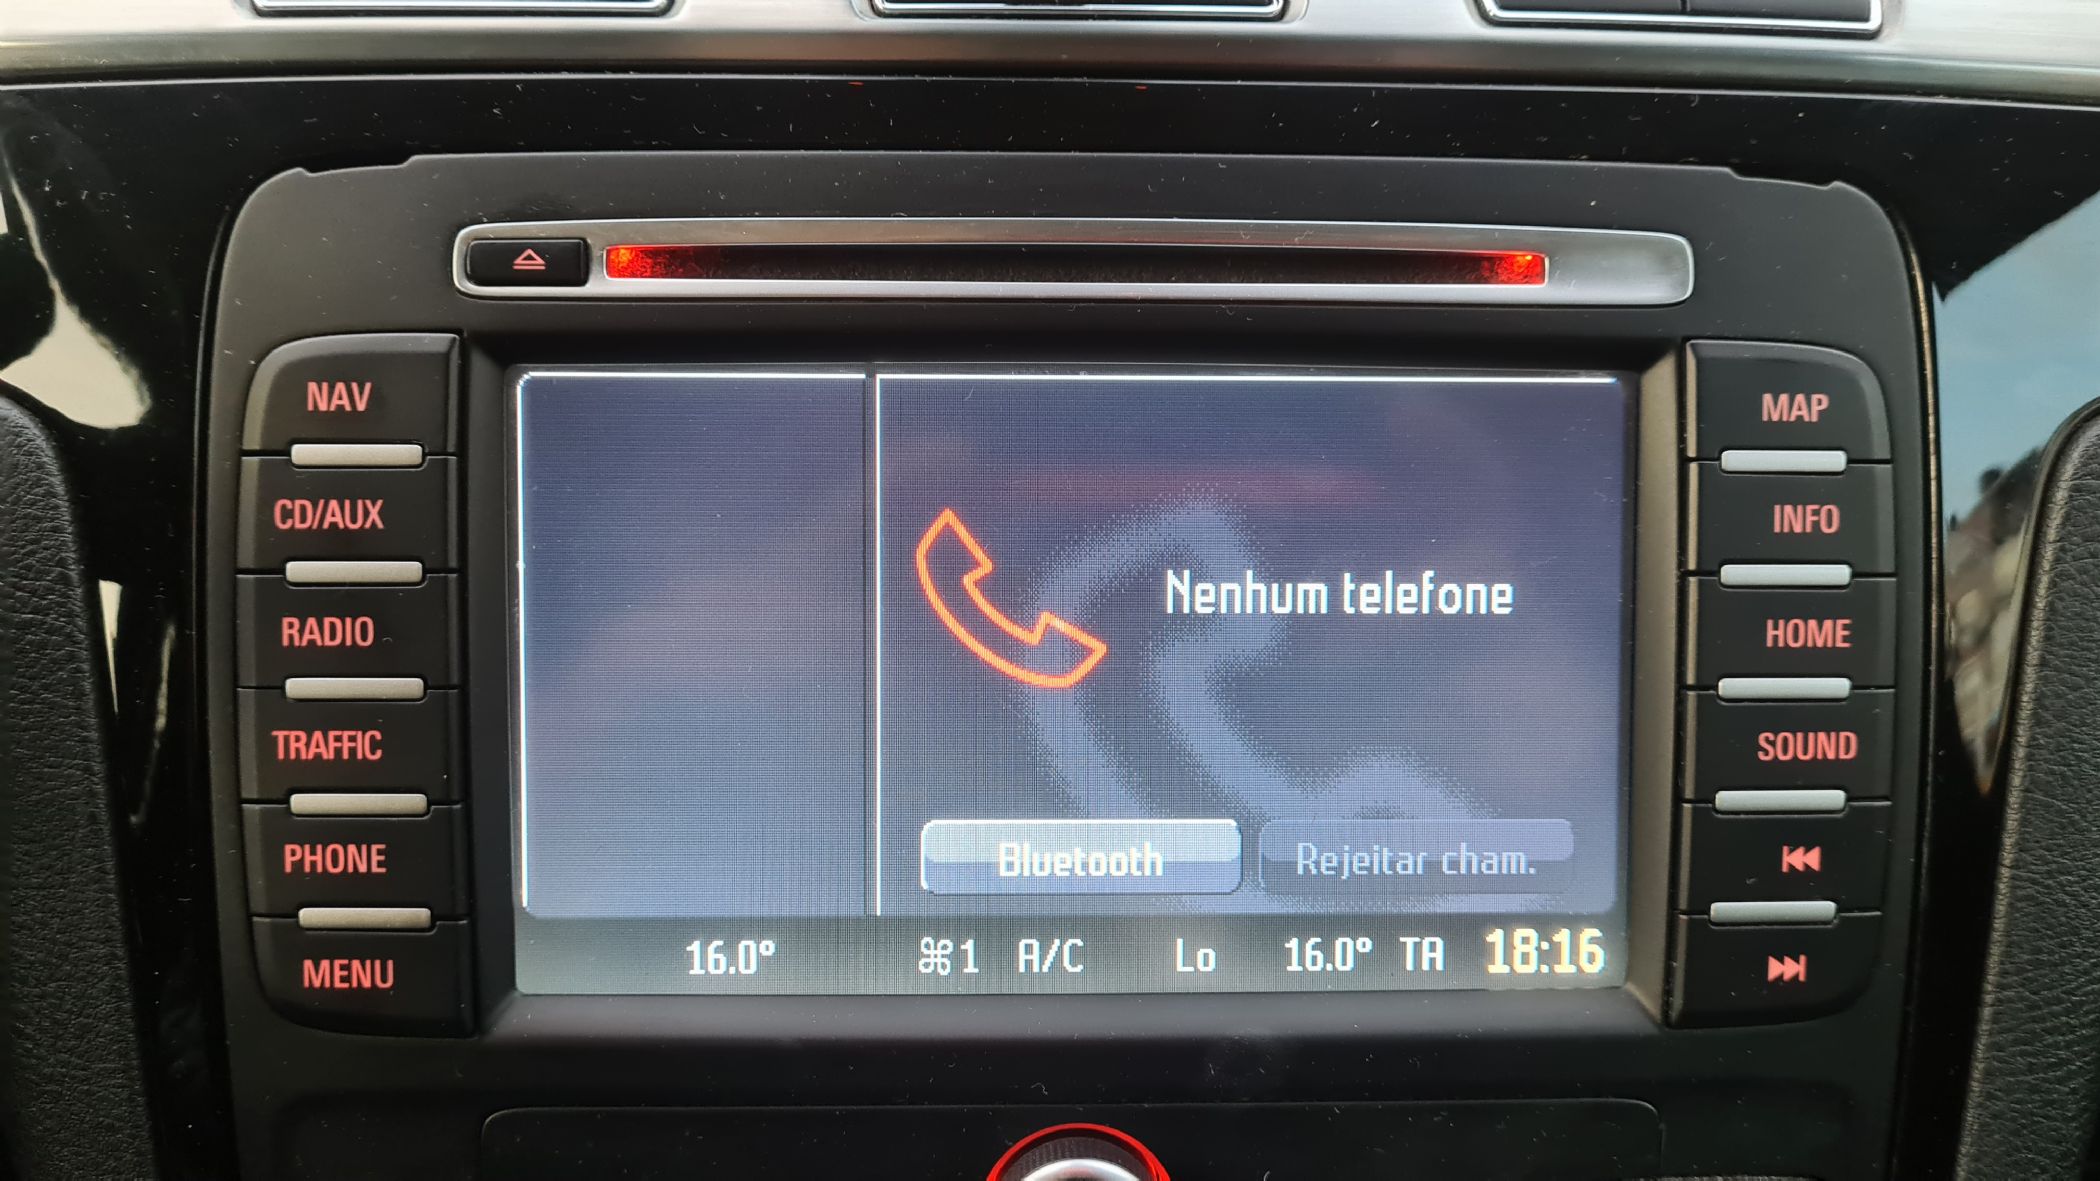 NAV
CD/AUX
RADIO
TRAFFIC
PHONE
MENU
Nenhum telefone
Bluetooth
Rejeitar cham.
16.0° ⌘1 A/C Lo 16.0° TA 18:16
MAP
INFO
HOME
SOUND